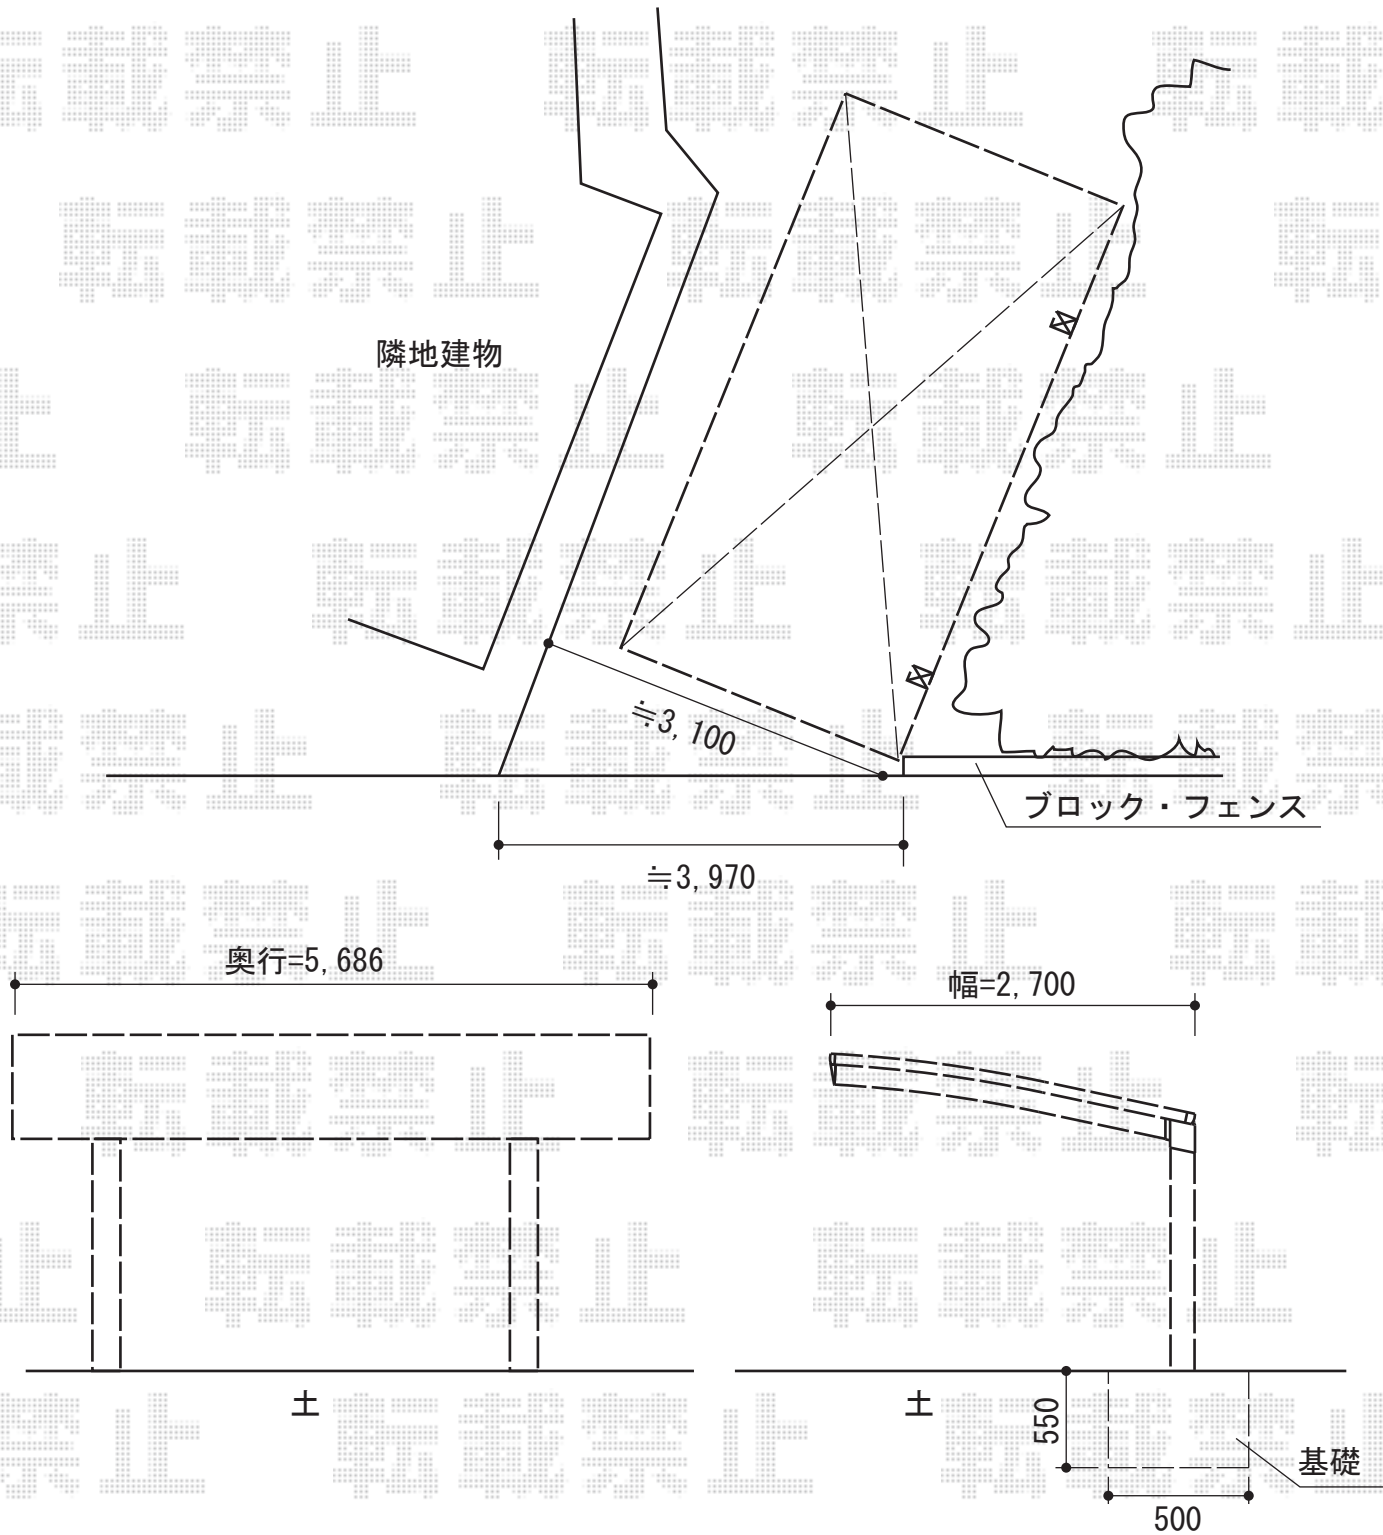 隣地建物
≒3,100
ブロック・フェンス
≒3,970
奥行=5,686
幅=2,700
土
土
550
基礎
500
転載禁止